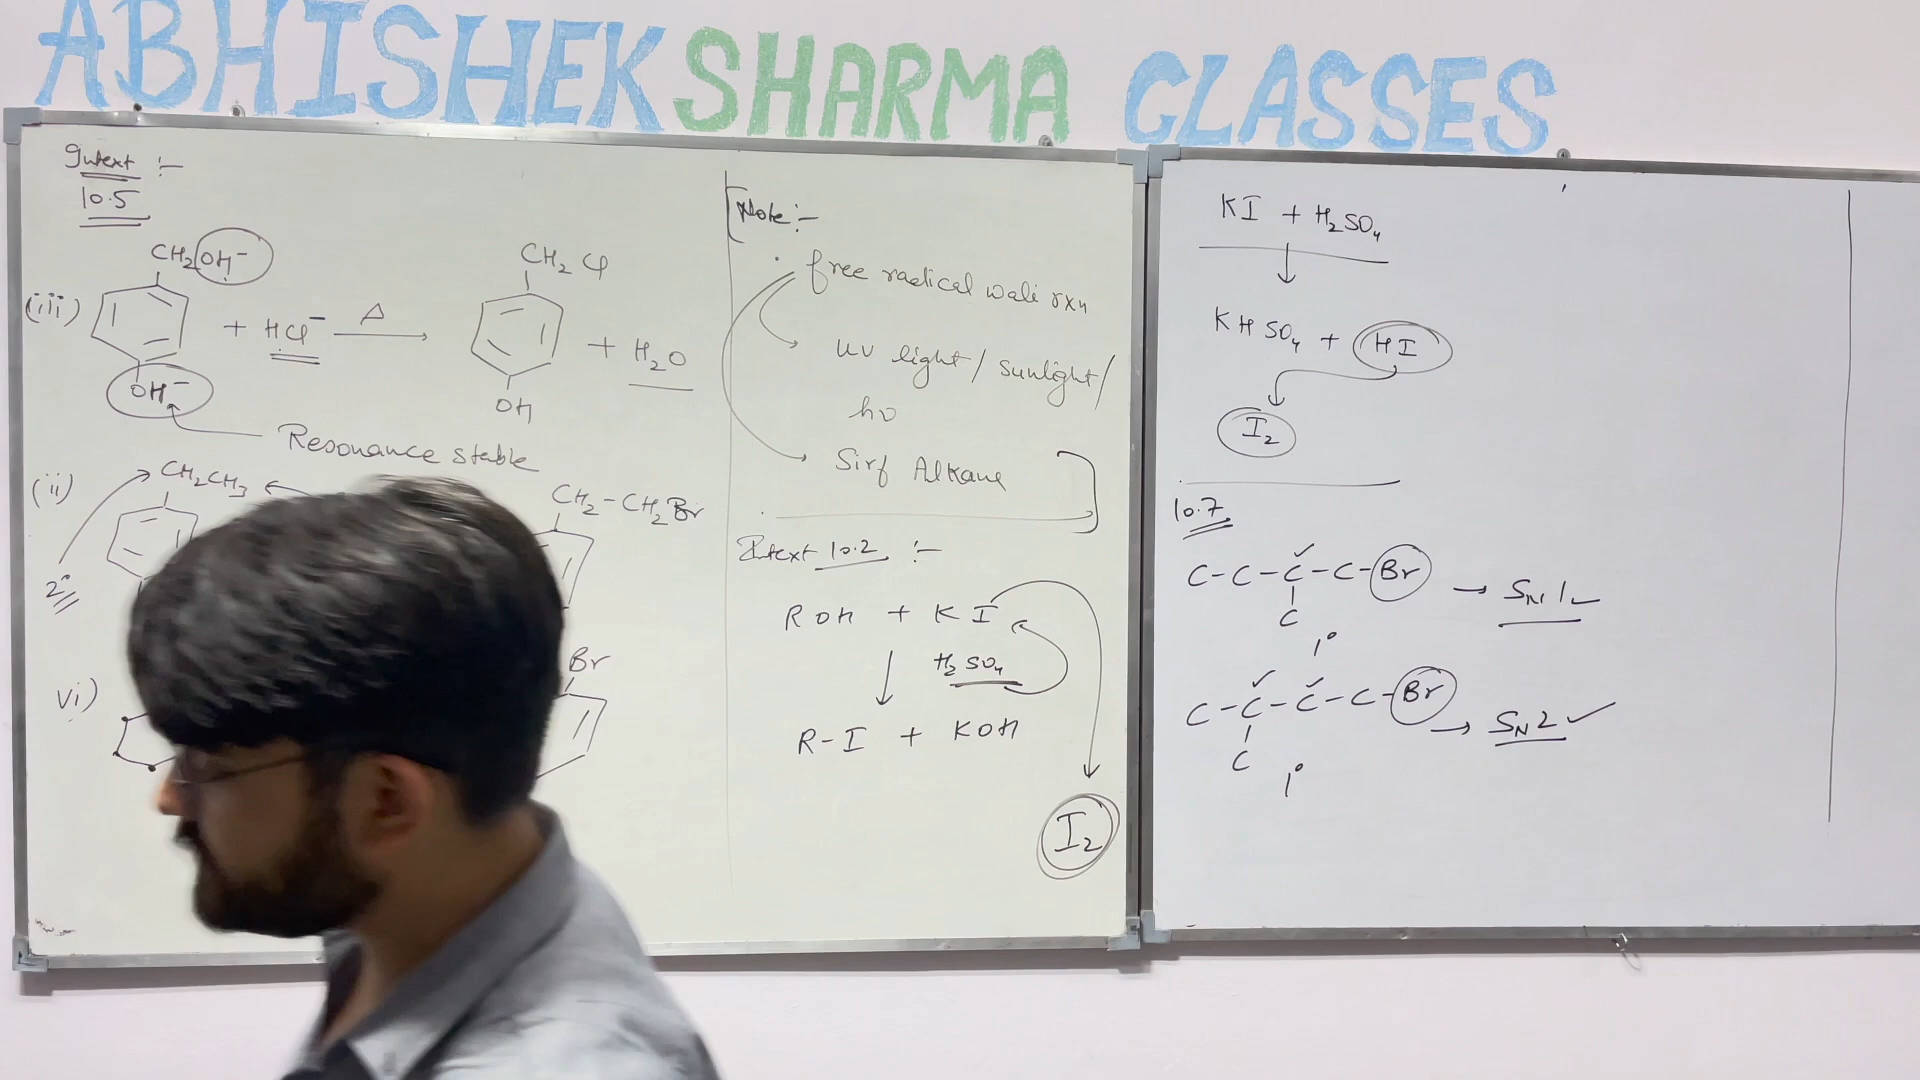 ABHISHEK SHARMA CLASSES
Intext :-
10.5
(iii)
CH₂OH⁻
OH⁻
+ HCl⁻ Δ →
CH₂Cl
OH
+ H₂O
Resonance stable
(ii)
CH₂CH₃
2°
CH₂-CH₂Br
vi)
Br
Note:-
free radical wali rxn
uv light/ sunlight/
hν
Sirf Alkane
Intext 10.2 :-
ROH + KI
H₂SO₄
R-I + KOH
I₂
KI + H₂SO₄
KHSO₄ + HI
I₂
10.7
C-C-C-C-Br → SN1
C
1°
C-C-C-C-Br → SN2
C
1°